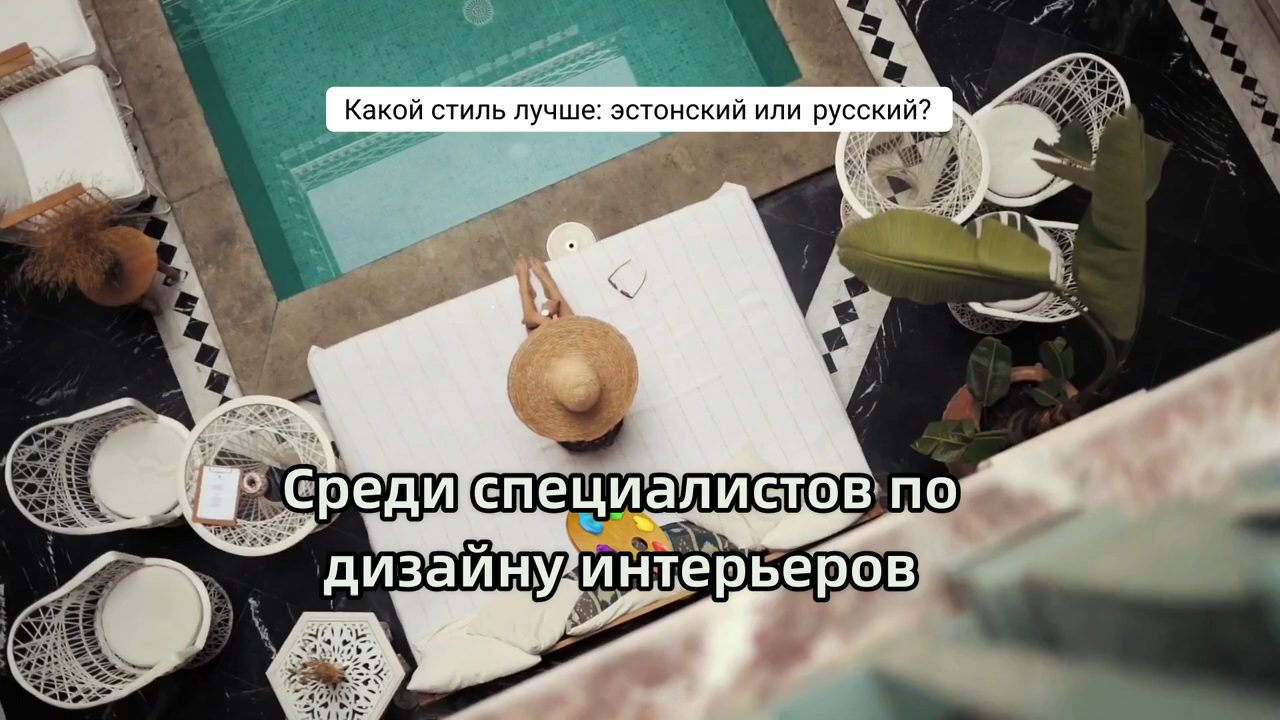 Какой стиль лучше: эстонский или русский?
Среди специалистов по
дизайну интерьеров